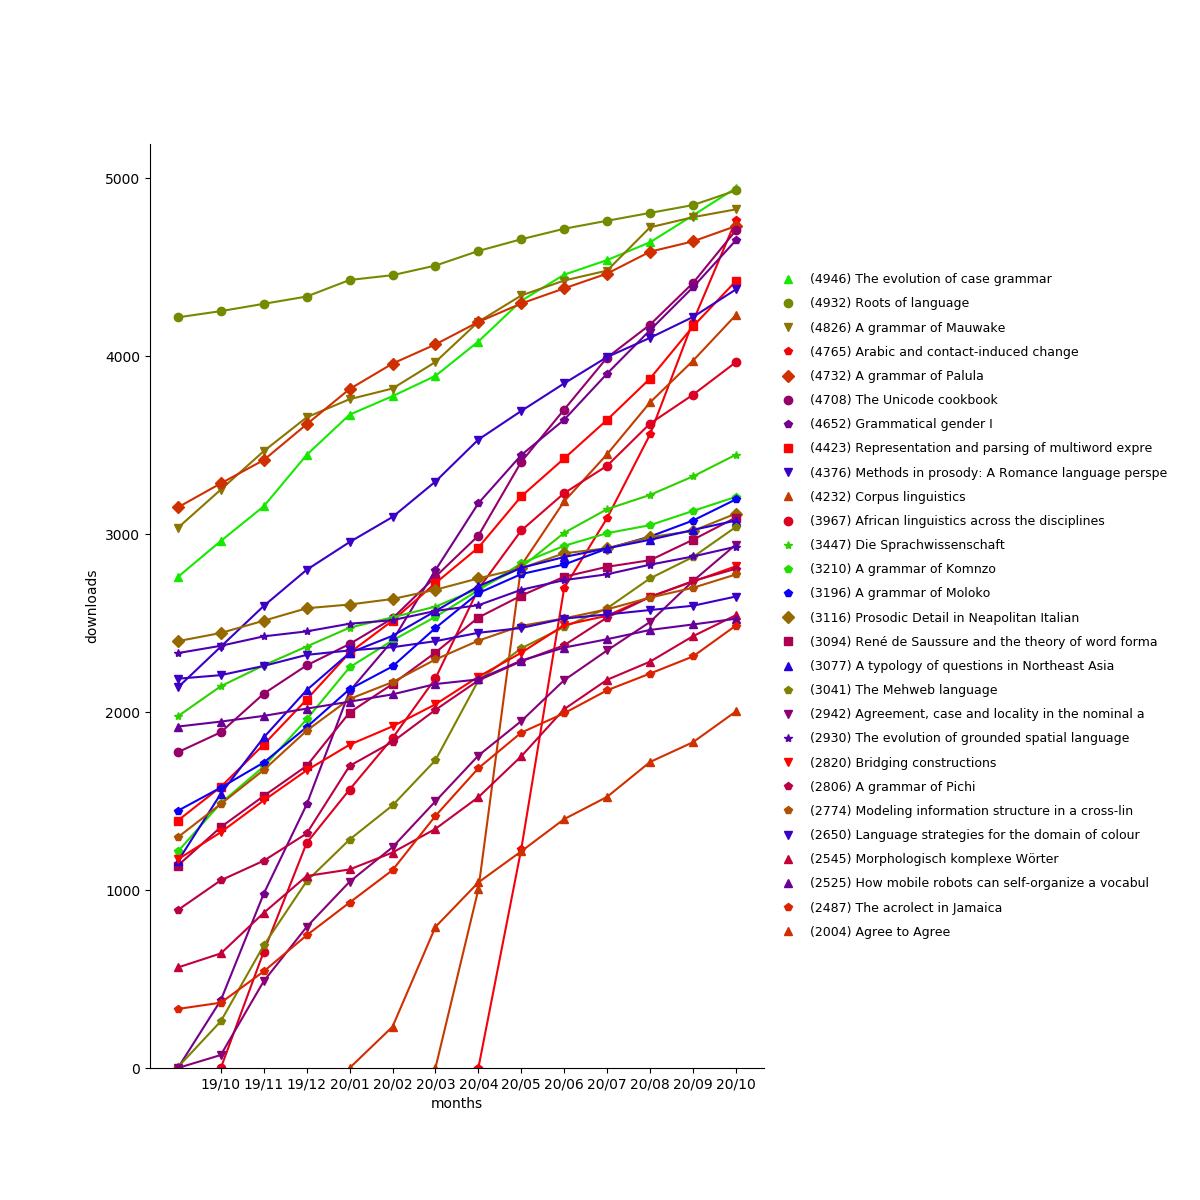 5000
4000
3000
2000
1000
0
downloads
19/10 19/11 19/12 20/01 20/02 20/03 20/04 20/05 20/06 20/07 20/08 20/09 20/10
months
(4946) The evolution of case grammar
(4932) Roots of language
(4826) A grammar of Mauwake
(4765) Arabic and contact-induced change
(4732) A grammar of Palula
(4708) The Unicode cookbook
(4652) Grammatical gender I
(4423) Representation and parsing of multiword expre
(4376) Methods in prosody: A Romance language perspe
(4232) Corpus linguistics
(3967) African linguistics across the disciplines
(3447) Die Sprachwissenschaft
(3210) A grammar of Komnzo
(3196) A grammar of Moloko
(3116) Prosodic Detail in Neapolitan Italian
(3094) René de Saussure and the theory of word forma
(3077) A typology of questions in Northeast Asia
(3041) The Mehweb language
(2942) Agreement, case and locality in the nominal a
(2930) The evolution of grounded spatial language
(2820) Bridging constructions
(2806) A grammar of Pichi
(2774) Modeling information structure in a cross-lin
(2650) Language strategies for the domain of colour
(2545) Morphologisch komplexe Wörter
(2525) How mobile robots can self-organize a vocabul
(2487) The acrolect in Jamaica
(2004) Agree to Agree